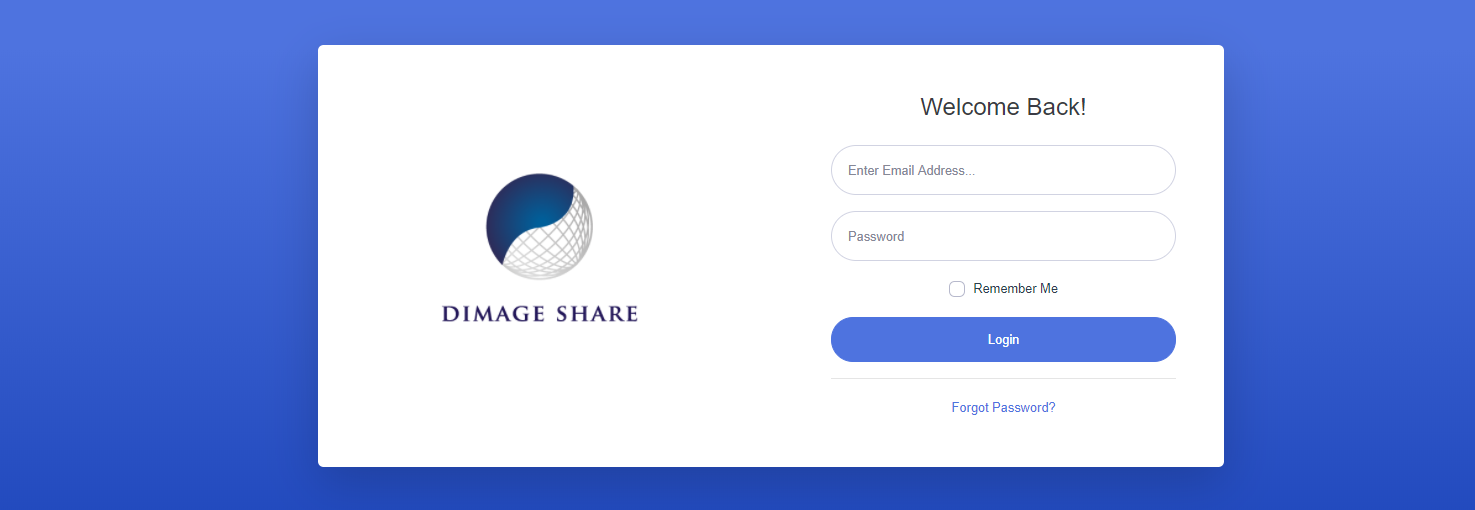 DIMAGE SHARE
Welcome Back!
Enter Email Address...
Password
Remember Me
Login
Forgot Password?